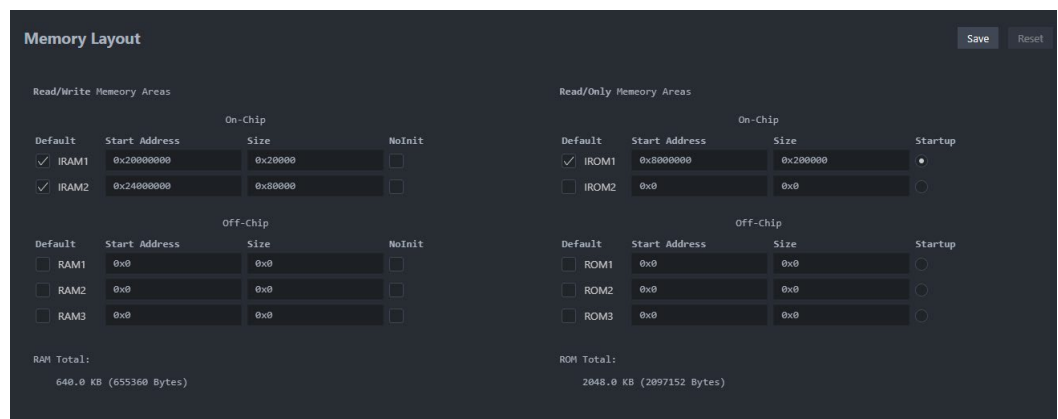 Memory Layout
Save
Reset
Read/Write Memeory Areas
On-Chip
Default Start Address Size NoInit
IRAM1 0x20000000 0x20000
IRAM2 0x24000000 0x80000
Off-Chip
Default Start Address Size NoInit
RAM1 0x0 0x0
RAM2 0x0 0x0
RAM3 0x0 0x0
RAM Total:
640.0 KB (655360 Bytes)
Read/Only Memeory Areas
On-Chip
Default Start Address Size Startup
IROM1 0x8000000 0x200000
IROM2 0x0 0x0
Off-Chip
Default Start Address Size Startup
ROM1 0x0 0x0
ROM2 0x0 0x0
ROM3 0x0 0x0
ROM Total:
2048.0 KB (2097152 Bytes)